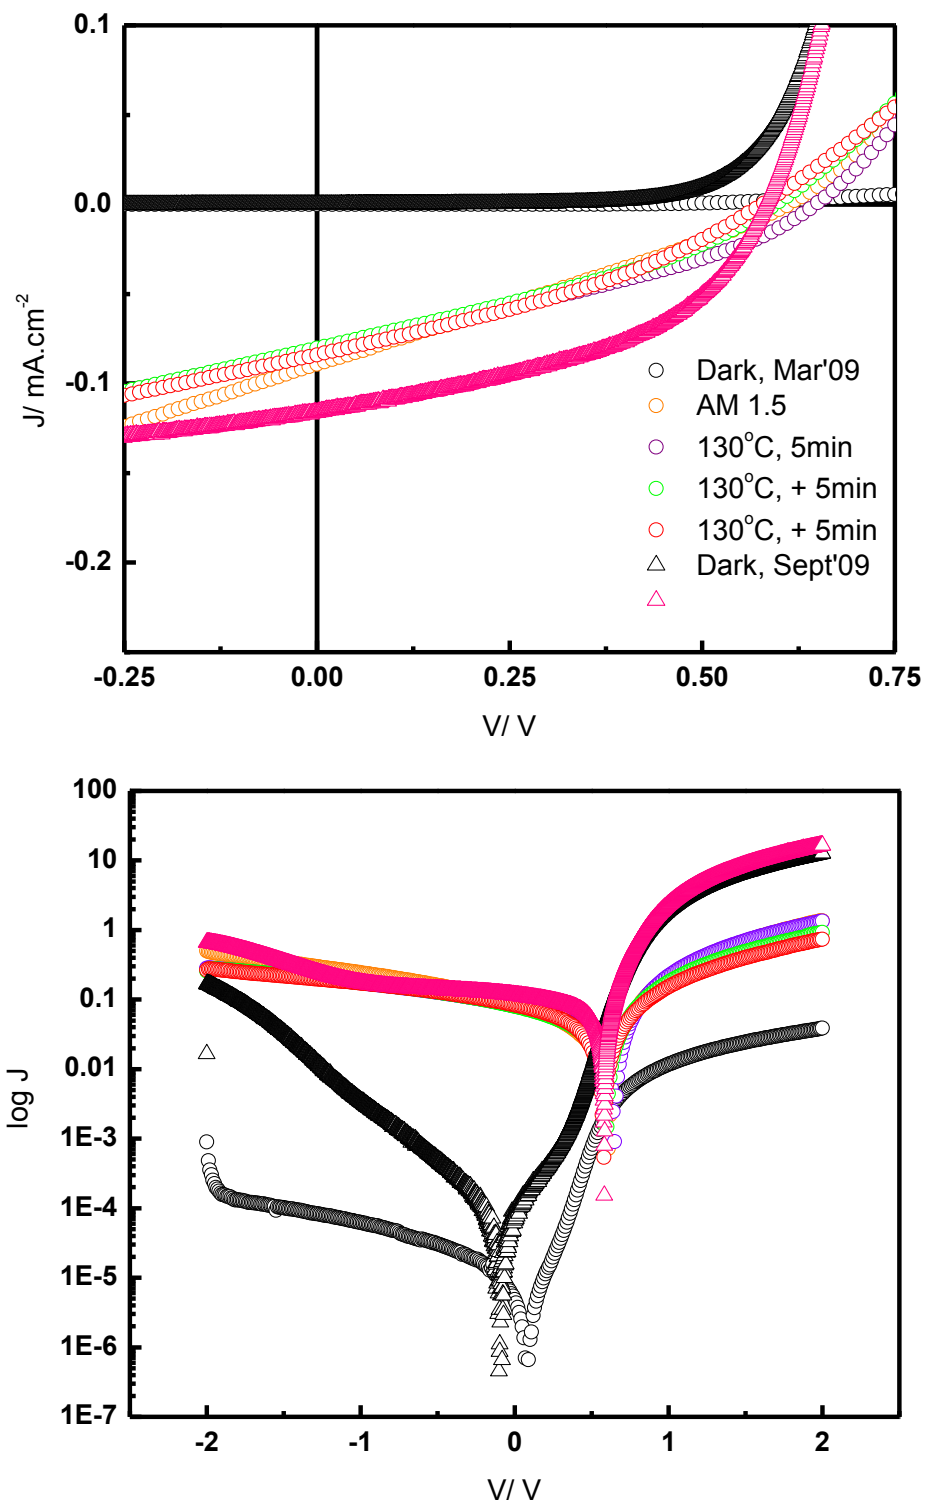 0.1
0.0
-0.1
-0.2
J/ mA.cm⁻²
Dark, Mar'09
AM 1.5
130°C, 5min
130°C, + 5min
130°C, + 5min
Dark, Sept'09
-0.25 0.00 0.25 0.50 0.75
V/ V
100
10
1
0.1
0.01
1E-3
1E-4
1E-5
1E-6
1E-7
log J
-2 -1 0 1 2
V/ V